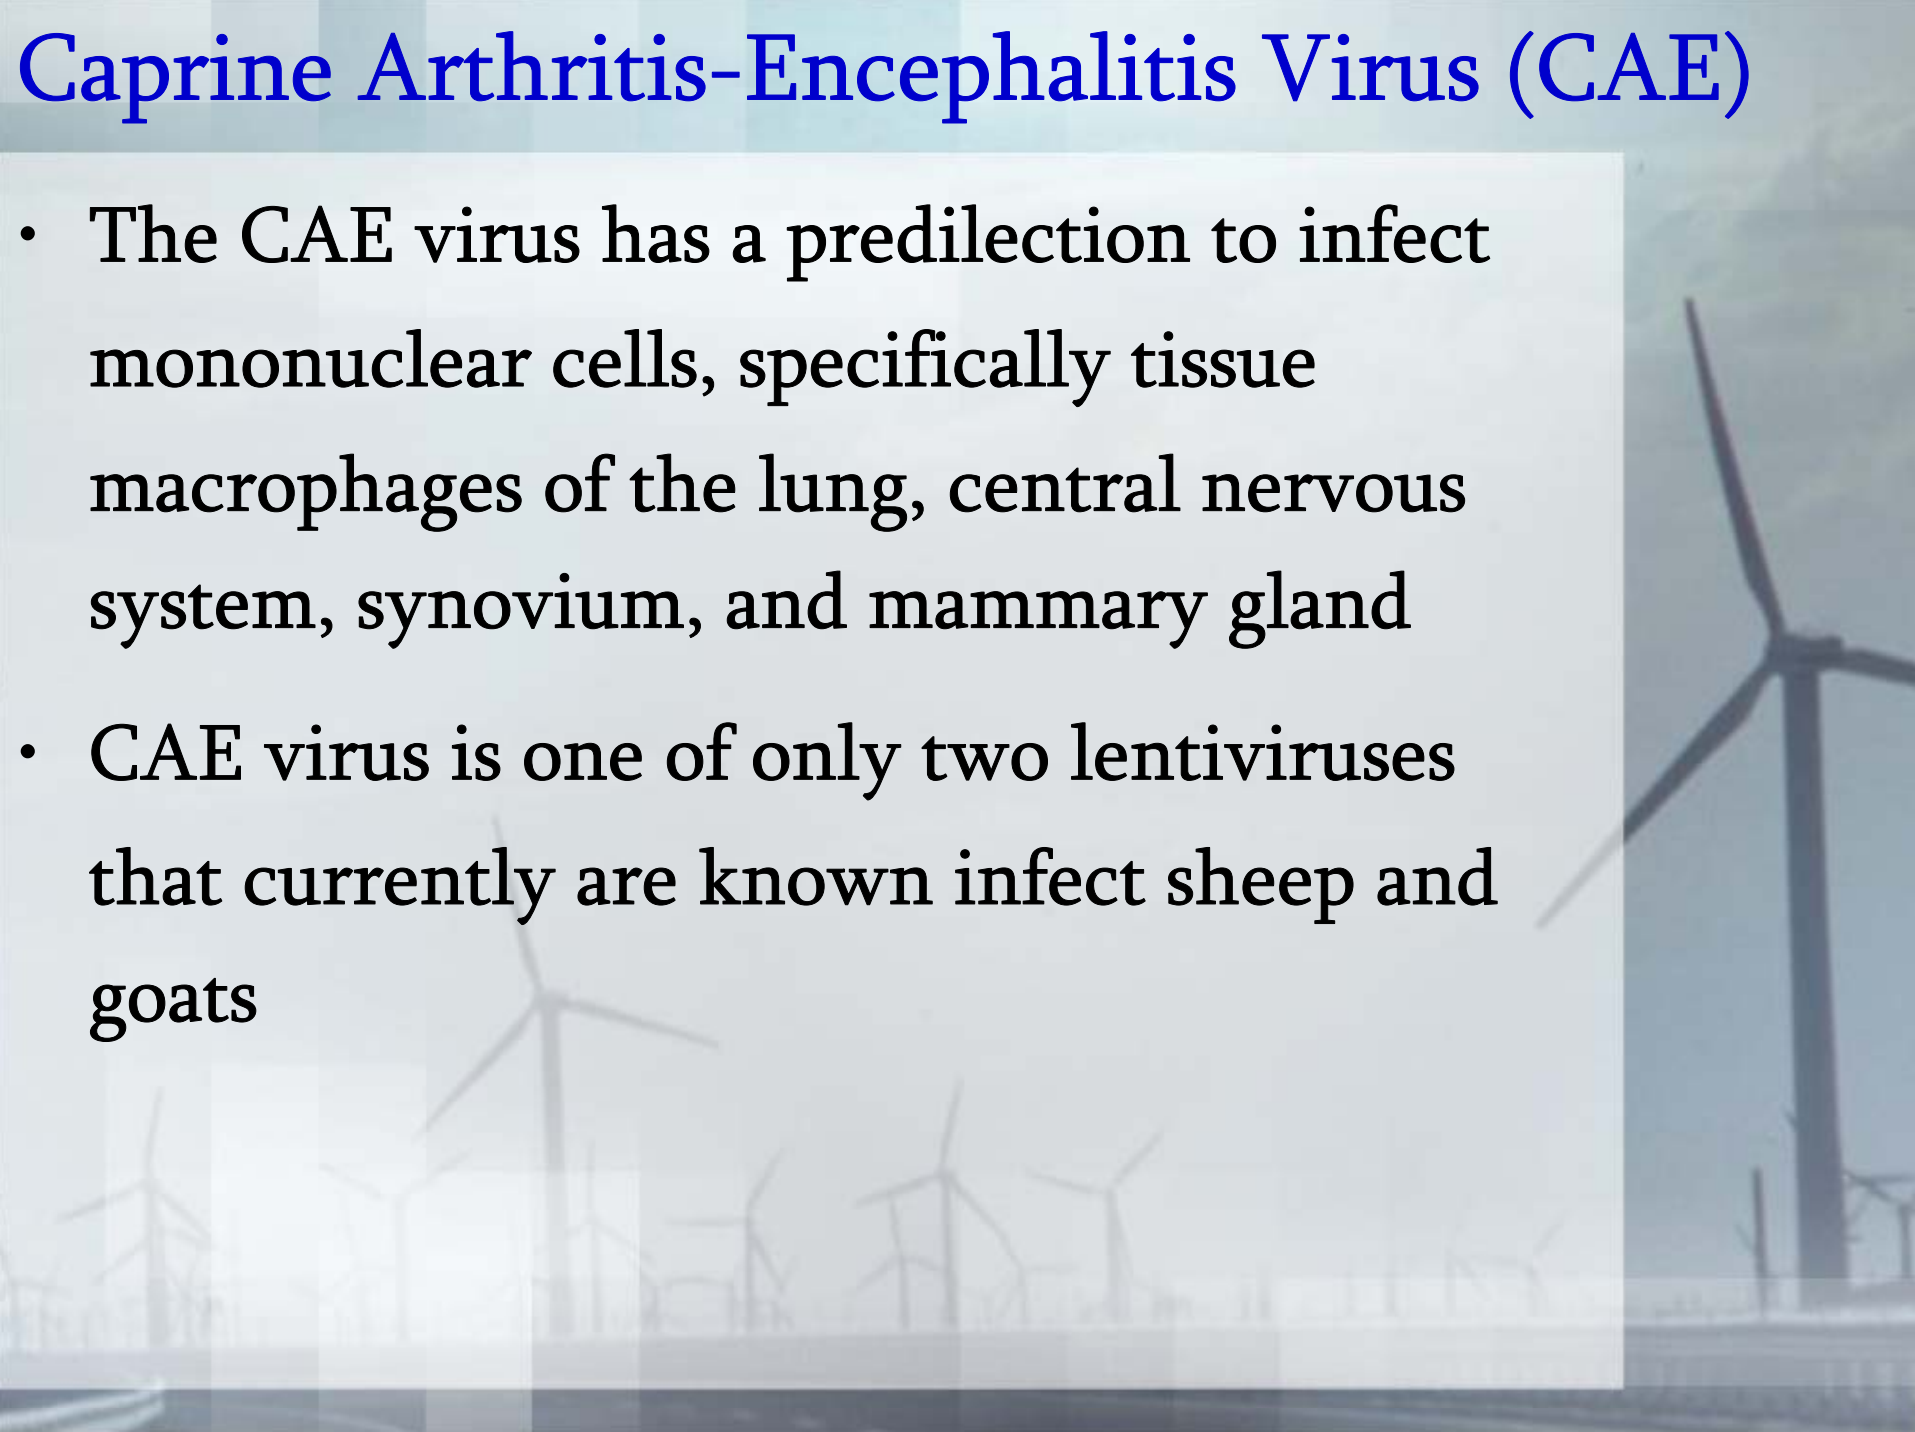 Caprine Arthritis-Encephalitis Virus (CAE)
• The CAE virus has a predilection to infect
mononuclear cells, specifically tissue
macrophages of the lung, central nervous
system, synovium, and mammary gland
• CAE virus is one of only two lentiviruses
that currently are known infect sheep and
goats